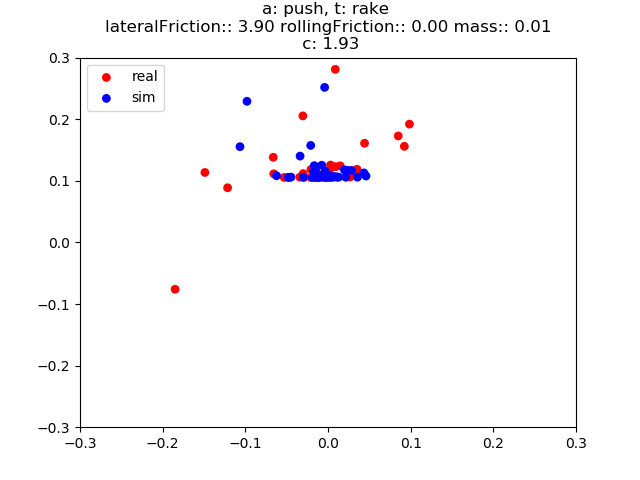 a: push, t: rake
lateralFriction:: 3.90 rollingFriction:: 0.00 mass:: 0.01
c: 1.93
real
sim
0.3
0.2
0.1
0.0
−0.1
−0.2
−0.3
−0.3 −0.2 −0.1 0.0 0.1 0.2 0.3